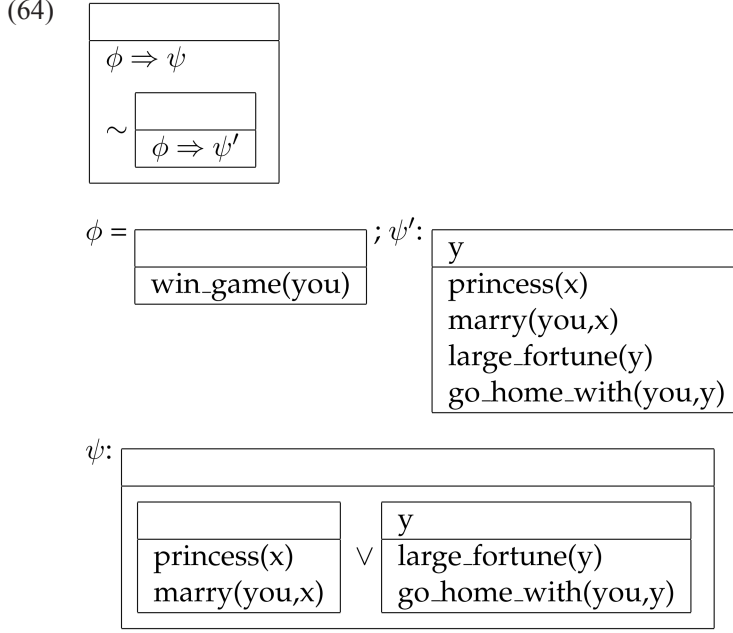 (64)
ϕ ⇒ ψ
∼
ϕ ⇒ ψ′
ϕ =
win_game(you)
; ψ′:
y
princess(x)
marry(you,x)
large_fortune(y)
go_home_with(you,y)
ψ:
princess(x)
marry(you,x)
∨
y
large_fortune(y)
go_home_with(you,y)